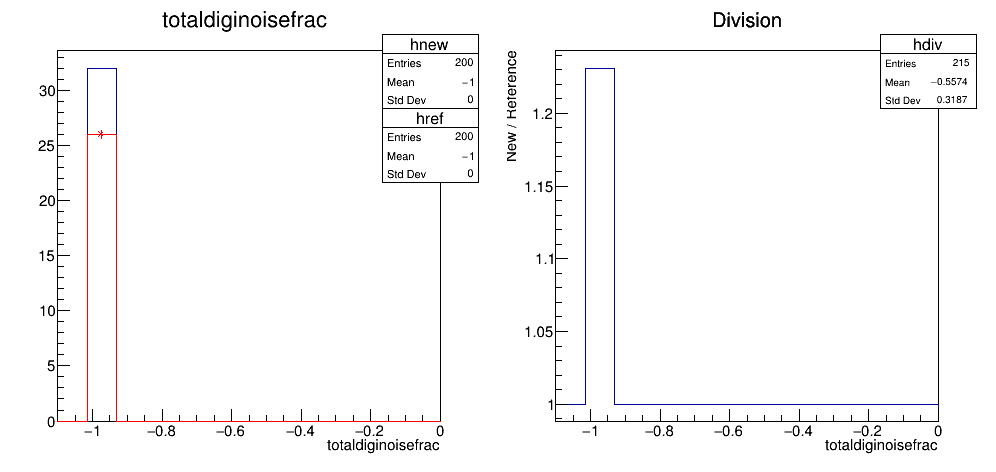 totaldiginoisefrac
hnew
Entries 200
Mean −1
Std Dev 0
href
Entries 200
Mean −1
Std Dev 0
30
25
20
15
10
5
0
−1 −0.8 −0.6 −0.4 −0.2 0
totaldiginoisefrac
Division
hdiv
Entries 215
Mean −0.5574
Std Dev 0.3187
New / Reference
1.2
1.15
1.1
1.05
1
−1 −0.8 −0.6 −0.4 −0.2 0
totaldiginoisefrac